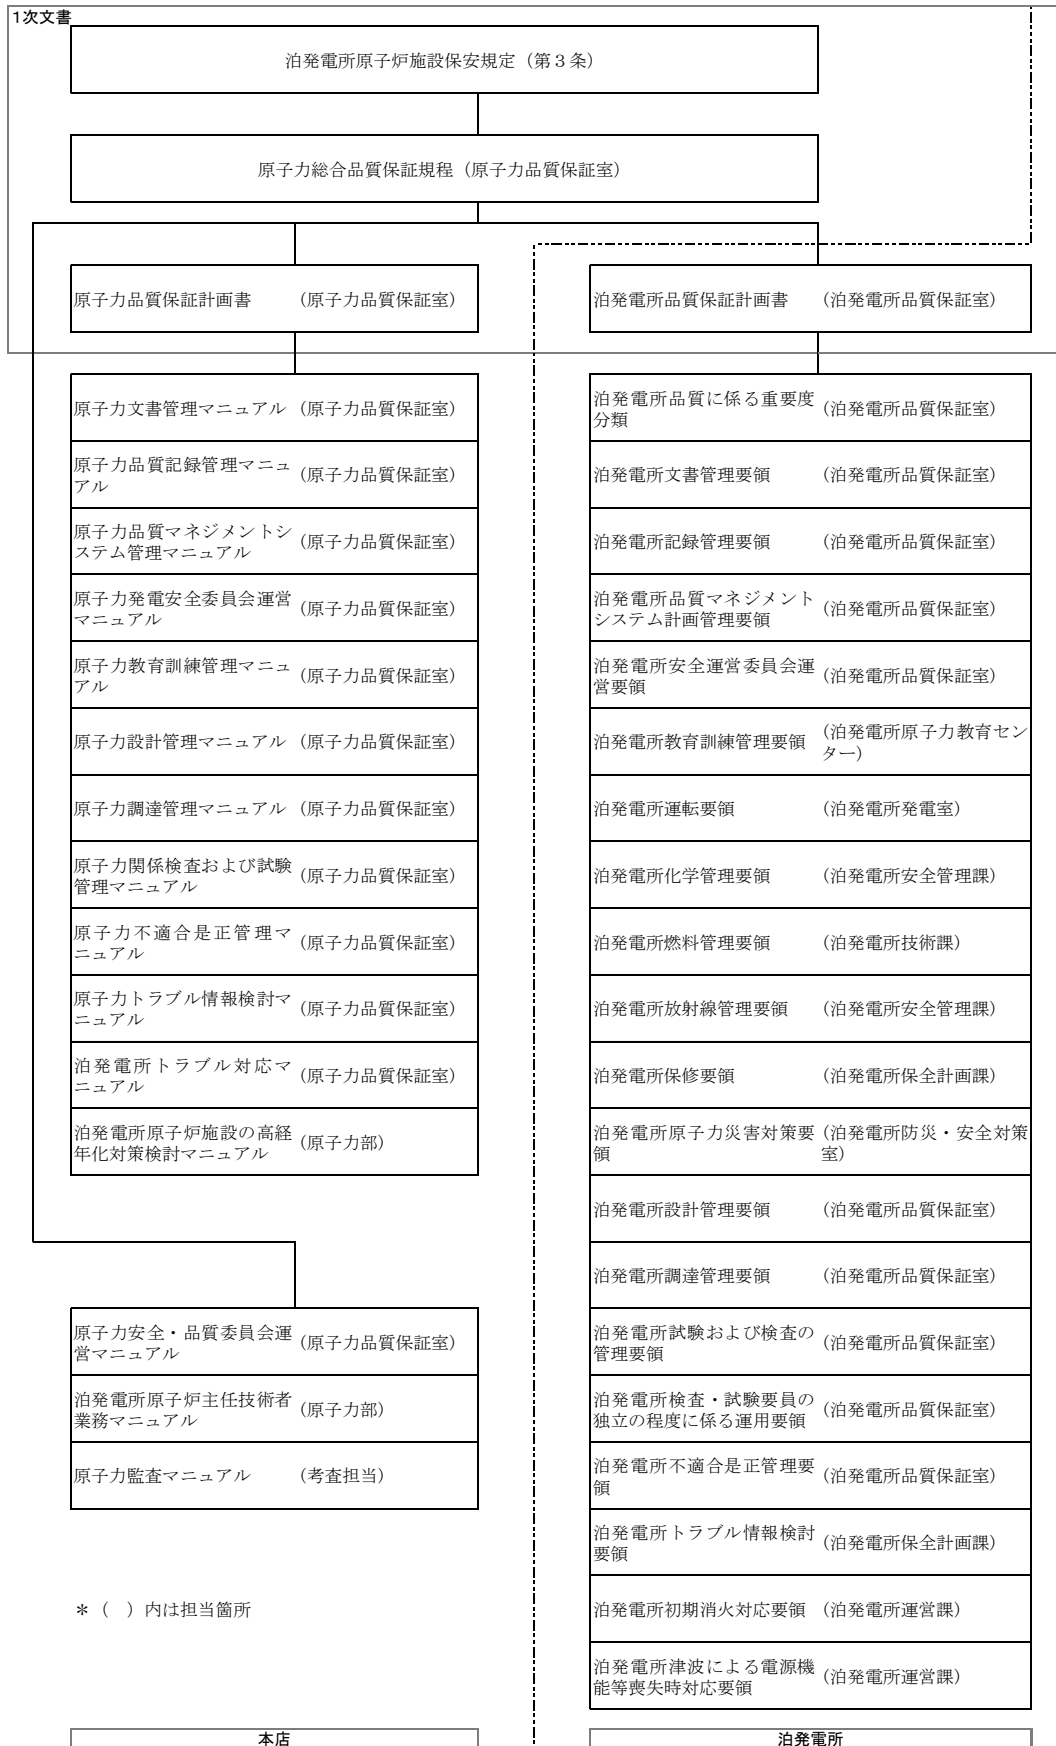 1次文書
泊発電所原子炉施設保安規定（第３条）
原子力総合品質保証規程（原子力品質保証室）
原子力品質保証計画書 （原子力品質保証室）
泊発電所品質保証計画書 （泊発電所品質保証室）
原子力文書管理マニュアル （原子力品質保証室）
原子力品質記録管理マニュ
アル
（原子力品質保証室）
原子力品質マネジメントシ
ステム管理マニュアル
（原子力品質保証室）
原子力発電安全委員会運営
マニュアル
（原子力品質保証室）
原子力教育訓練管理マニュ
アル
（原子力品質保証室）
原子力設計管理マニュアル （原子力品質保証室）
原子力調達管理マニュアル （原子力品質保証室）
原子力関係検査および試験
管理マニュアル
（原子力品質保証室）
原子力不適合是正管理マ
ニュアル
（原子力品質保証室）
原子力トラブル情報検討マ
ニュアル
（原子力品質保証室）
泊発電所トラブル対応マ
ニュアル
（原子力品質保証室）
泊発電所原子炉施設の高経
年化対策検討マニュアル
（原子力部）
原子力安全・品質委員会運
営マニュアル
（原子力品質保証室）
泊発電所原子炉主任技術者
業務マニュアル
（原子力部）
原子力監査マニュアル （考査担当）
＊（　）内は担当箇所
本店
泊発電所品質に係る重要度
分類
（泊発電所品質保証室）
泊発電所文書管理要領 （泊発電所品質保証室）
泊発電所記録管理要領 （泊発電所品質保証室）
泊発電所品質マネジメント
システム計画管理要領
（泊発電所品質保証室）
泊発電所安全運営委員会運
営要領
（泊発電所品質保証室）
泊発電所教育訓練管理要領
（泊発電所原子力教育セン
ター）
泊発電所運転要領 （泊発電所発電室）
泊発電所化学管理要領 （泊発電所安全管理課）
泊発電所燃料管理要領 （泊発電所技術課）
泊発電所放射線管理要領 （泊発電所安全管理課）
泊発電所保修要領 （泊発電所保全計画課）
泊発電所原子力災害対策要
領
（泊発電所防災・安全対策
室）
泊発電所設計管理要領 （泊発電所品質保証室）
泊発電所調達管理要領 （泊発電所品質保証室）
泊発電所試験および検査の
管理要領
（泊発電所品質保証室）
泊発電所検査・試験要員の
独立の程度に係る運用要領
（泊発電所品質保証室）
泊発電所不適合是正管理要
領
（泊発電所品質保証室）
泊発電所トラブル情報検討
要領
（泊発電所保全計画課）
泊発電所初期消火対応要領 （泊発電所運営課）
泊発電所津波による電源機
能等喪失時対応要領
（泊発電所運営課）
泊発電所